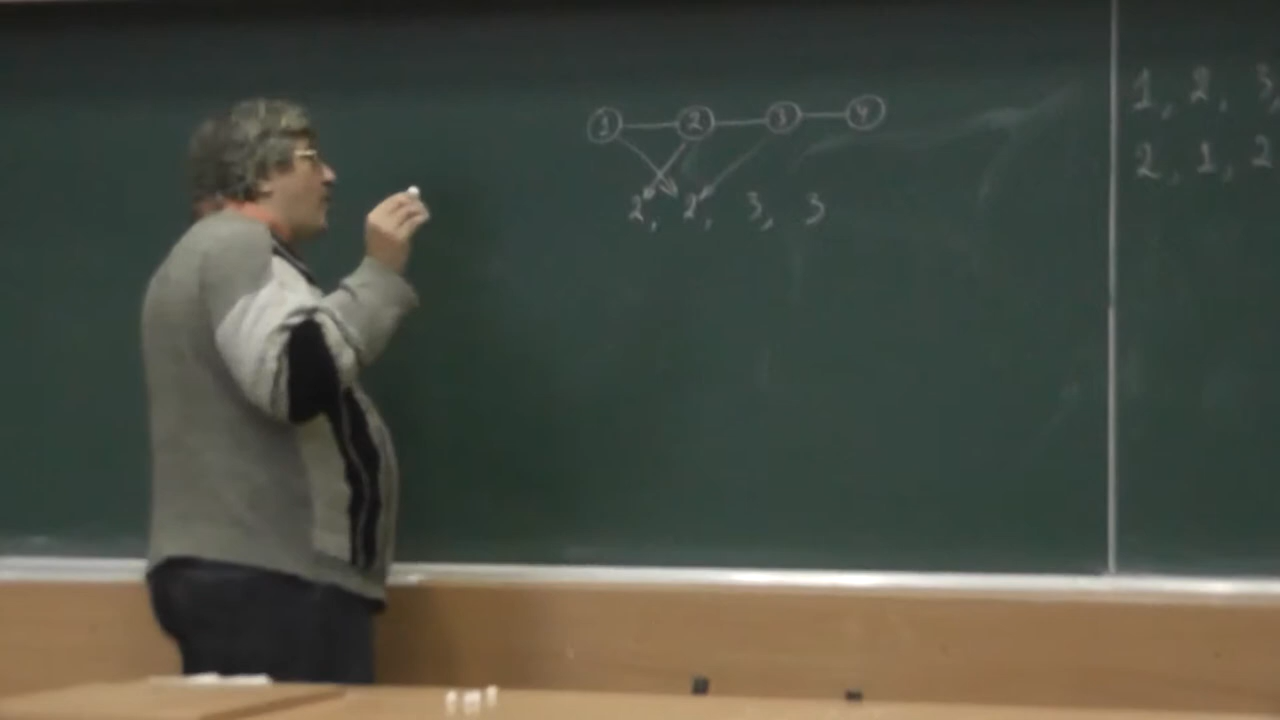 1 2 3 4
2, 2, 3, 3
1, 2, 3,
2, 1, 2